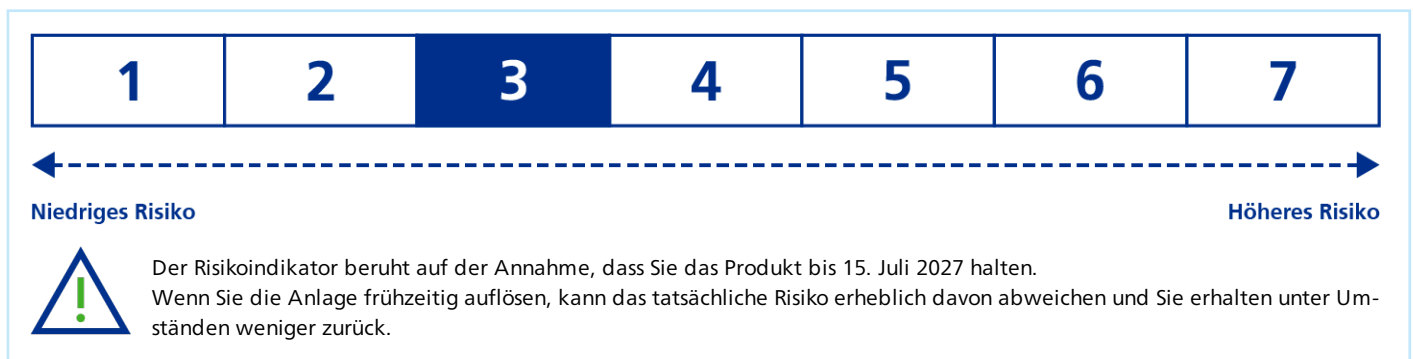 1 2 3 4 5 6 7
Niedriges Risiko Höheres Risiko
Der Risikoindikator beruht auf der Annahme, dass Sie das Produkt bis 15. Juli 2027 halten.
Wenn Sie die Anlage frühzeitig auflösen, kann das tatsächliche Risiko erheblich davon abweichen und Sie erhalten unter Um-
ständen weniger zurück.